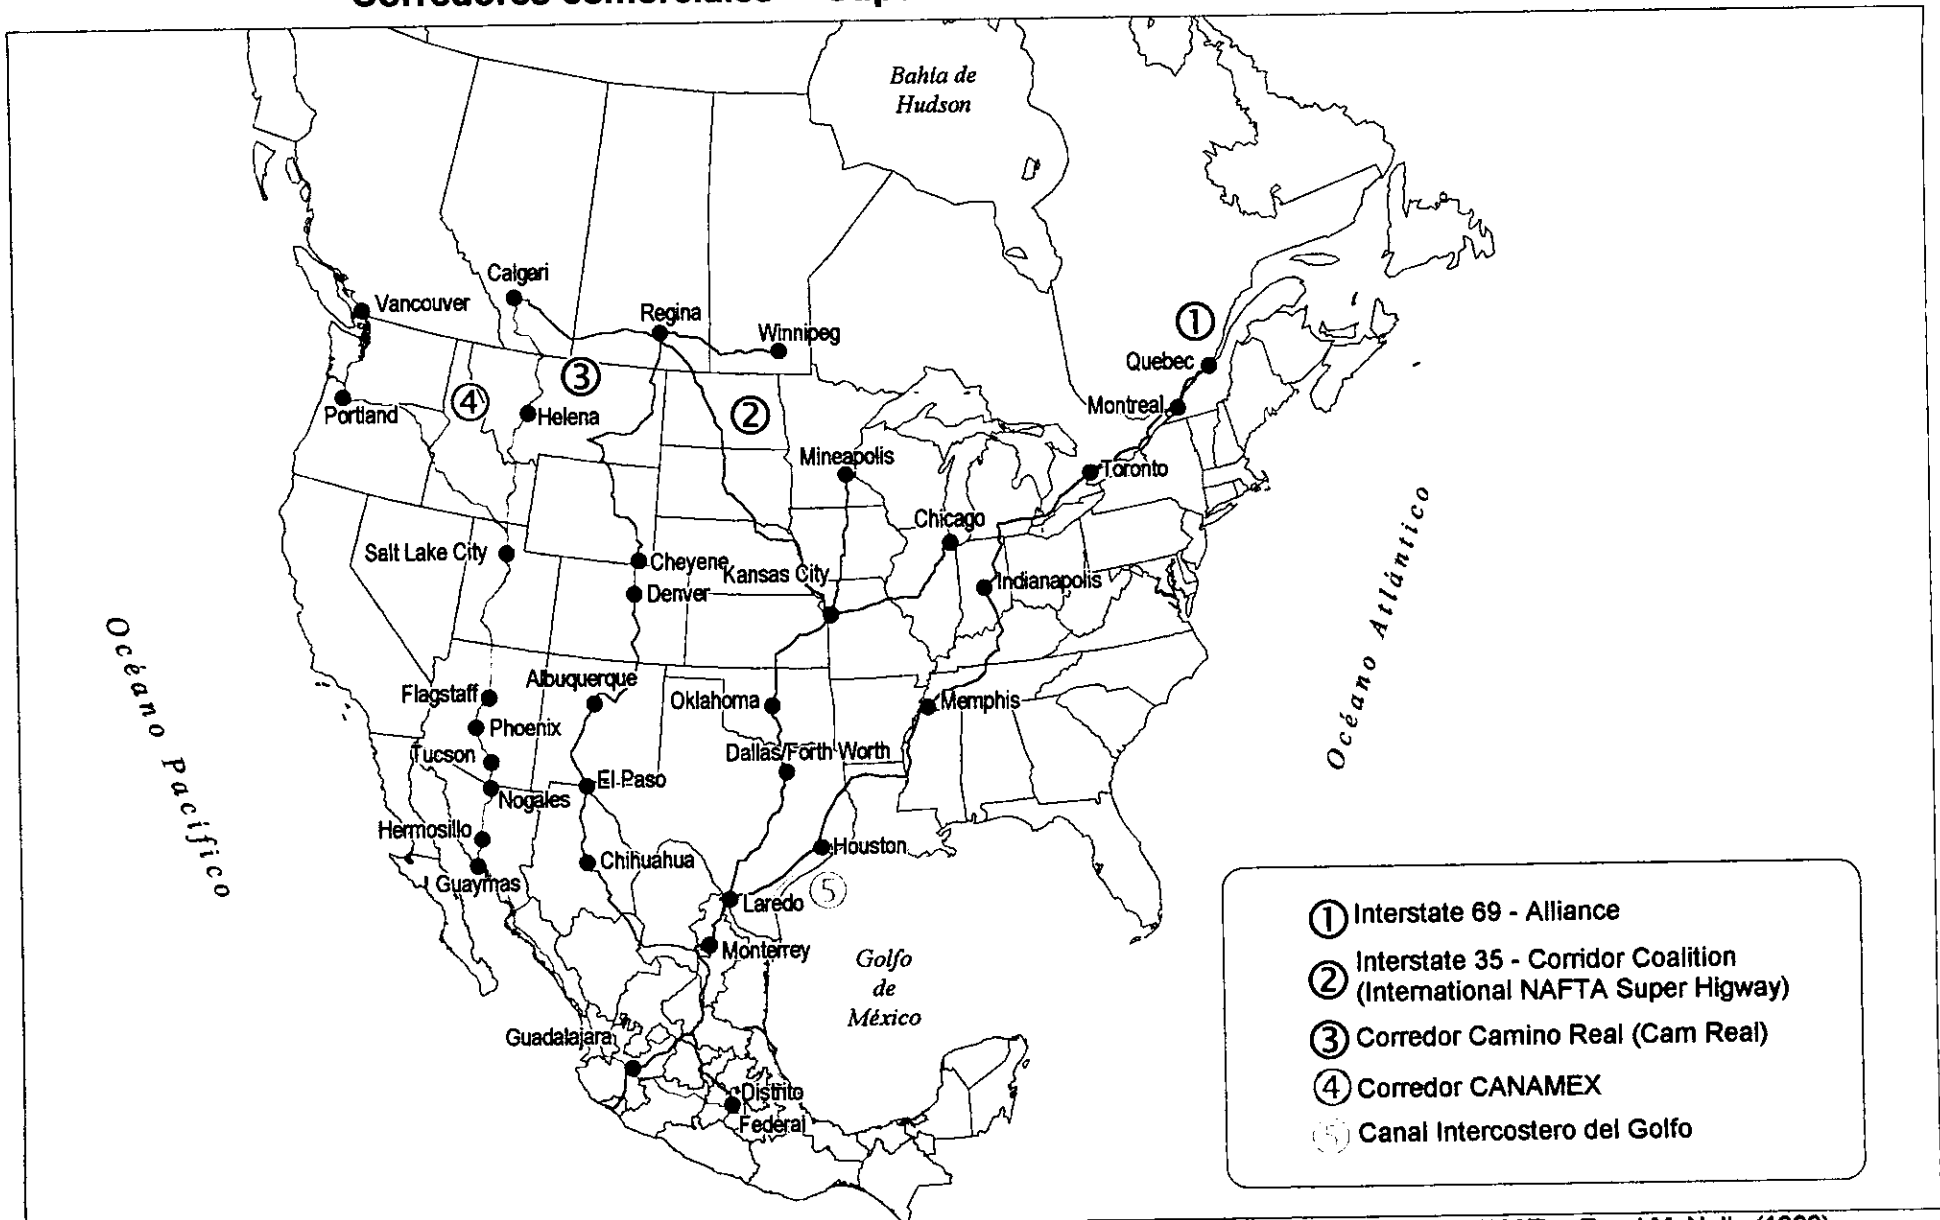 Corredores comerciales
Bahía de
Hudson
Calgari
Vancouver
Regina
Winnipeg
1
Quebec
3
4
2
Portland
Helena
Montreal
Mineapolis
Toronto
Chicago
Salt Lake City
Cheyene
Kansas City
Indianapolis
Denver
Océano Atlántico
Océano Pacífico
Albuquerque
Flagstaff
Oklahoma
Memphis
Phoenix
Tucson
Dallas/Forth Worth
El Paso
Nogales
Hermosillo
Houston
Chihuahua
Guaymas
5
Laredo
Monterrey
Golfo
de
México
Guadalajara
Distrito
Federal
1 Interstate 69 - Alliance
2 Interstate 35 - Corridor Coalition
(International NAFTA Super Higway)
3 Corredor Camino Real (Cam Real)
4 Corredor CANAMEX
5 Canal Intercostero del Golfo